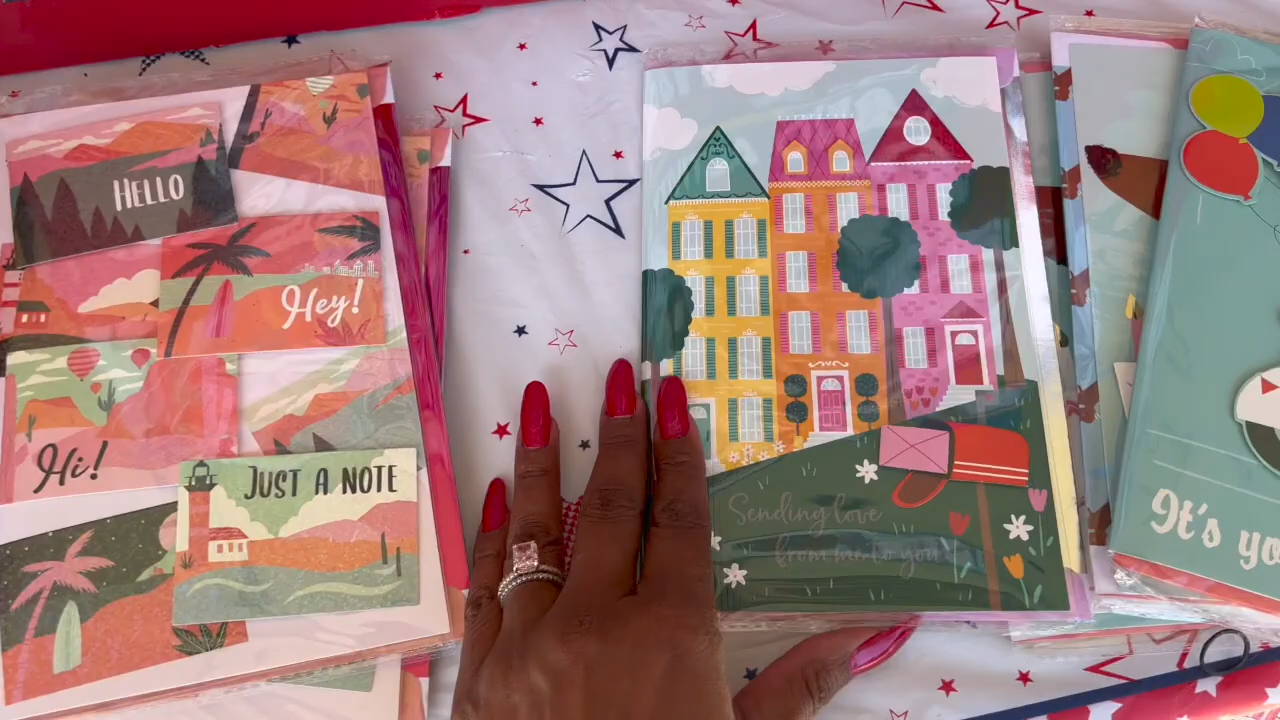 HELLO
Hey!
Hi!
JUST A NOTE
Sending love
from me to you
It's yo